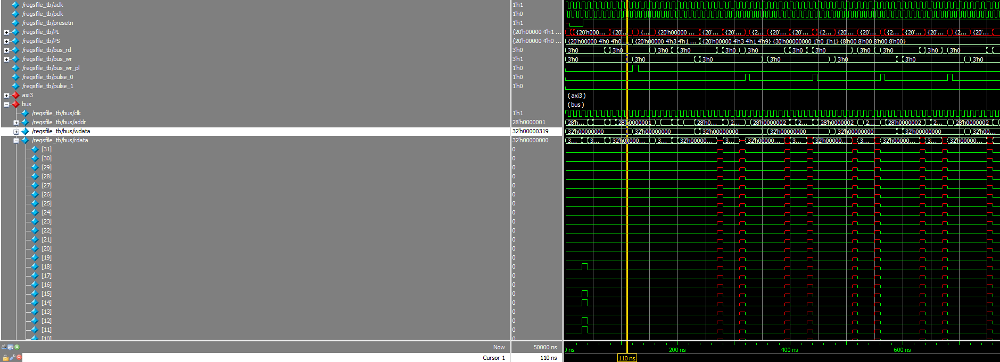 /regsfile_tb/aclk 1'h1
/regsfile_tb/pclk 1'h0
/regsfile_tb/presetn 1'h1
/regsfile_tb/PL {20'h00000 4'h1 ... {20'h000... {20'... {... {20'h00000 ... {20'... {20'... {2... {20'... {20'... {2... {20'... {20'... {2... {20'... {20'... {2... {20'...
/regsfile_tb/PS {20'h00000 4'h0 ... {20'h00000 4'h0 4'h0 ... {20'h00000 4'h3 4'h1 ... {20'h00000 4'h3 4'h1 4'h9} {30'h00000000 1'h0 1'h1} {8'h00 8'h00 8'h00 8'h00}
/regsfile_tb/bus_rd 3'h0 3'h0 3'h0 3'h0 3'h0 3'h0 3'h0 3'h0 3'h0 3'h0 3'h0 3'h0 3'h0
/regsfile_tb/bus_wr 3'h1 3'h0 3'h0 3'h0 3'h0 3'h0 3'h0 3'h0
/regsfile_tb/bus_wr_pl 1'h0
/regsfile_tb/pulse_0 1'h0
/regsfile_tb/pulse_1 1'h0
axi3 ( axi3 )
bus ( bus )
/regsfile_tb/bus/clk 1'h1
/regsfile_tb/bus/addr 28'h0000001 28'h... 28'h0000001 28'h0... 2... 28'h0000002 2... 28'h0000002 2... 28'h0000002 2... 28'h0000002
/regsfile_tb/bus/wdata 32'h00000319 32'h00000000 32'h00000000 32'h00000000 32'h00000000 32'h00000000 32'h00000000 32'h00...
/regsfile_tb/bus/rdata 32'h00000000 3... 3... 32'h00000... 3... 32'h00000... 3... 32'h00000... 3... 32'h00000... 3... 32'h00000... 3... 32'h00000...
[31] 0
[30] 0
[29] 0
[28] 0
[27] 0
[26] 0
[25] 0
[24] 0
[23] 0
[22] 0
[21] 0
[20] 0
[19] 0
[18] 0
[17] 0
[16] 0
[15] 0
[14] 0
[13] 0
[12] 0
[11] 0
[10] 0
Now 50000 ns ns 200 ns 400 ns 600 ns
Cursor 1 110 ns 110 ns